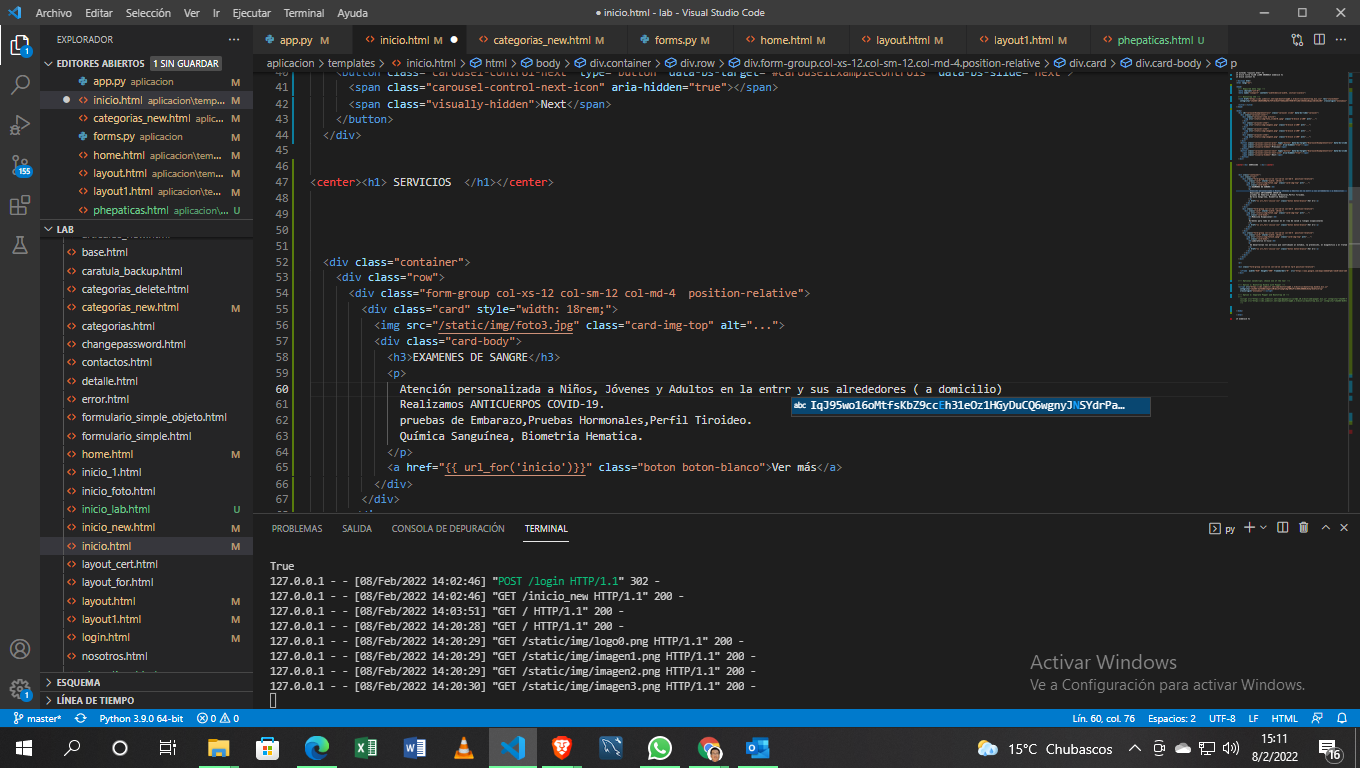 Archivo Editar Selección Ver Ir Ejecutar Terminal Ayuda
● inicio.html - lab - Visual Studio Code
EXPLORADOR
app.py M
inicio.html M
categorias_new.html M
forms.py M
home.html M
layout.html M
layout1.html M
phepaticas.html U
aplicacion > templates > inicio.html > html > body > div.container > div.row > div.form-group.col-xs-12.col-sm-12.col-md-4.position-relative > div.card > div.card-body > p
EDITORES ABIERTOS 1 SIN GUARDAR
app.py aplicacion M
inicio.html aplicacion\temp... M
categorias_new.html aplic... M
forms.py aplicacion M
home.html aplicacion\tem... M
layout.html aplicacion\tem... M
layout1.html aplicacion\te... M
phepaticas.html aplicacion\... U
LAB
base.html
caratula_backup.html
categorias_delete.html
categorias_new.html M
categorias.html
changepassword.html
contactos.html
detalle.html
error.html
formulario_simple_objeto.html
formulario_simple.html
home.html M
inicio_1.html
inicio_foto.html
inicio_lab.html U
inicio_new.html M
inicio.html M
layout_cert.html
layout_for.html
layout.html M
layout1.html M
login.html M
nosotros.html
ESQUEMA
LÍNEA DE TIEMPO
40 <button class="carousel-control-next" type="button" data-bs-target="#carouselExampleControls" data-bs-slide="next">
41 <span class="carousel-control-next-icon" aria-hidden="true"></span>
42 <span class="visually-hidden">Next</span>
43 </button>
44 </div>
45
46
47 <center><h1> SERVICIOS  </h1></center>
48
49
50
51
52 <div class="container">
53 <div class="row">
54 <div class="form-group col-xs-12 col-sm-12 col-md-4  position-relative">
55 <div class="card" style="width: 18rem;">
56 <img src="/static/img/foto3.jpg" class="card-img-top" alt="...">
57 <div class="card-body">
58 <h3>EXAMENES DE SANGRE</h3>
59 <p>
60 Atención personalizada a Niños, Jóvenes y Adultos en la entrr y sus alrededores ( a domicilio)
61 Realizamos ANTICUERPOS COVID-19.
abc IqJ95wo16oMtfsKbZ9ccEh31eOz1HGyDuCQ6wgnyJNSYdrPa…
62 pruebas de Embarazo,Pruebas Hormonales,Perfil Tiroideo.
63 Química Sanguínea, Biometria Hematica.
64 </p>
65 <a href="{{ url_for('inicio')}}" class="boton boton-blanco">Ver más</a>
66 </div>
67 </div>
PROBLEMAS SALIDA CONSOLA DE DEPURACIÓN TERMINAL
py
True
127.0.0.1 - - [08/Feb/2022 14:02:46] "POST /login HTTP/1.1" 302 -
127.0.0.1 - - [08/Feb/2022 14:02:46] "GET /inicio_new HTTP/1.1" 200 -
127.0.0.1 - - [08/Feb/2022 14:03:51] "GET / HTTP/1.1" 200 -
127.0.0.1 - - [08/Feb/2022 14:20:28] "GET / HTTP/1.1" 200 -
127.0.0.1 - - [08/Feb/2022 14:20:29] "GET /static/img/logo0.png HTTP/1.1" 200 -
127.0.0.1 - - [08/Feb/2022 14:20:29] "GET /static/img/imagen1.png HTTP/1.1" 200 -
127.0.0.1 - - [08/Feb/2022 14:20:29] "GET /static/img/imagen2.png HTTP/1.1" 200 -
127.0.0.1 - - [08/Feb/2022 14:20:30] "GET /static/img/imagen3.png HTTP/1.1" 200 -
Activar Windows
Ve a Configuración para activar Windows.
1
155
1
master* Python 3.9.0 64-bit 0 0
Lín. 60, col. 76 Espacios: 2 UTF-8 LF HTML
15°C Chubascos
15:11
8/2/2022
16